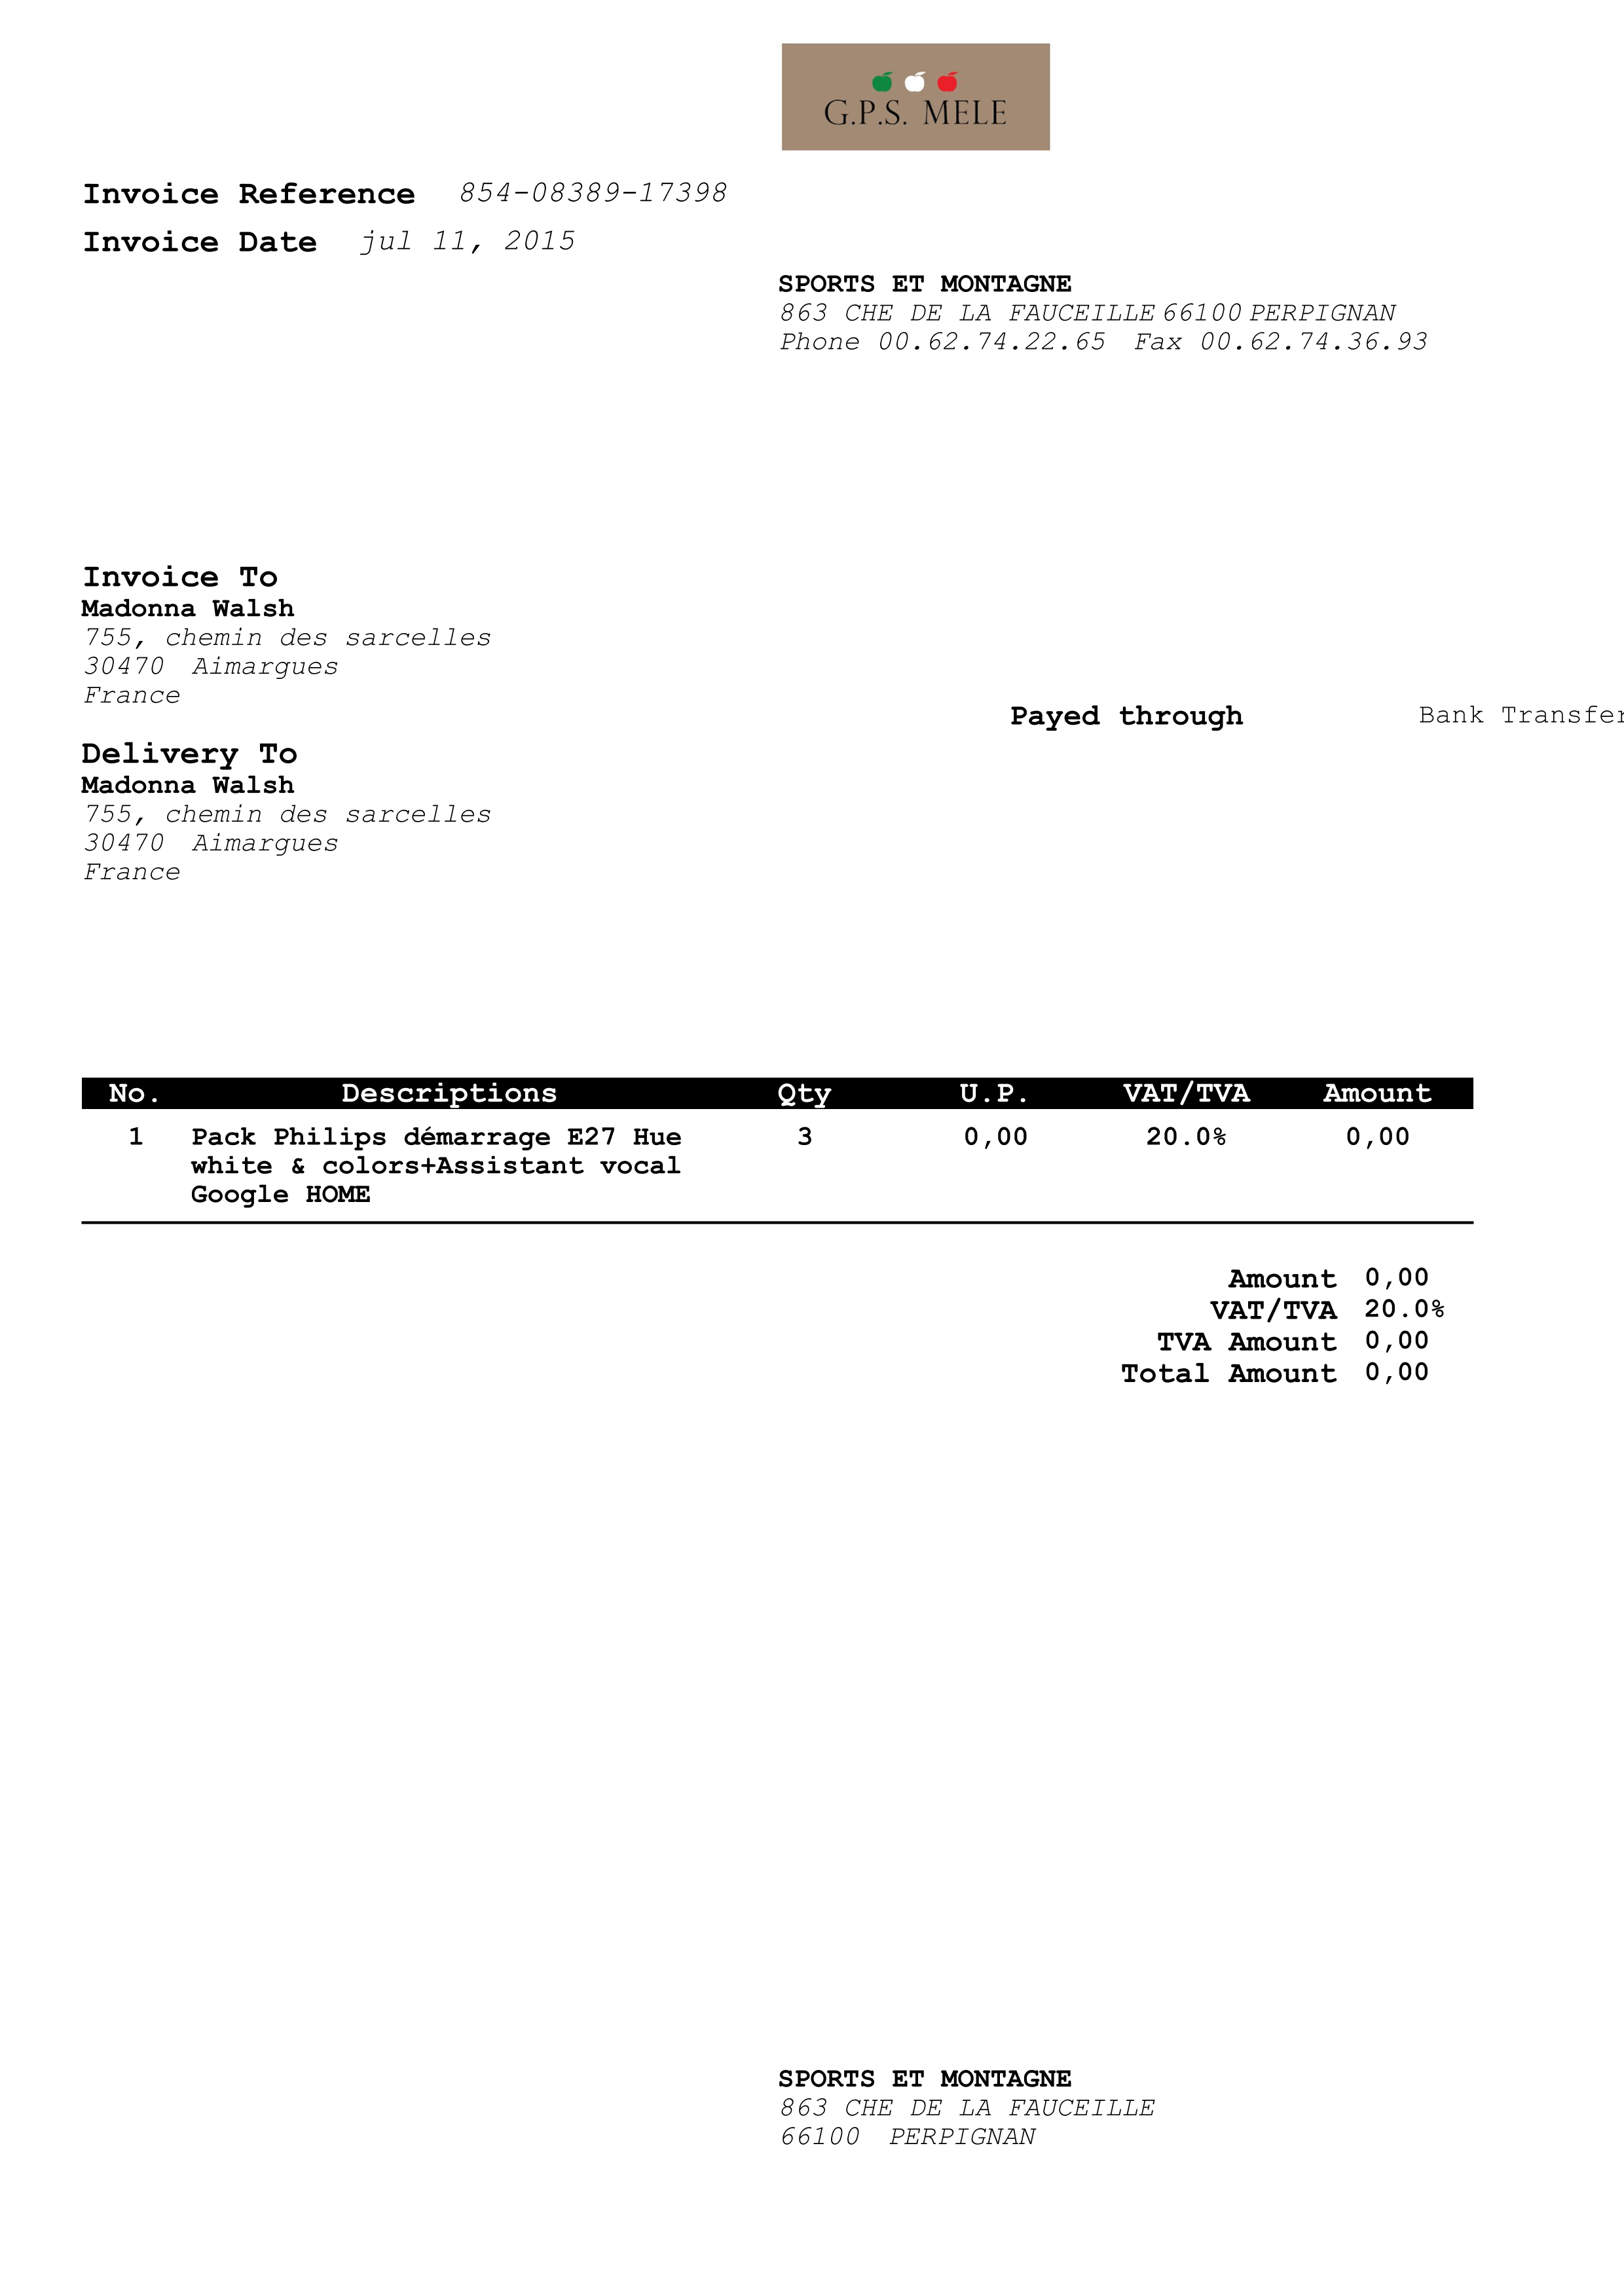 G.P.S. MELE
Invoice Reference 854-08389-17398
Invoice Date jul 11, 2015
SPORTS ET MONTAGNE
863 CHE DE LA FAUCEILLE 66100 PERPIGNAN
Phone 00.62.74.22.65 Fax 00.62.74.36.93
Invoice To
Madonna Walsh
755, chemin des sarcelles
30470 Aimargues
France
Payed through Bank Transfer
Delivery To
Madonna Walsh
755, chemin des sarcelles
30470 Aimargues
France
No. Descriptions Qty U.P. VAT/TVA Amount
1 Pack Philips démarrage E27 Hue 3 0,00 20.0% 0,00
white & colors+Assistant vocal
Google HOME
Amount 0,00
VAT/TVA 20.0%
TVA Amount 0,00
Total Amount 0,00
SPORTS ET MONTAGNE
863 CHE DE LA FAUCEILLE
66100 PERPIGNAN